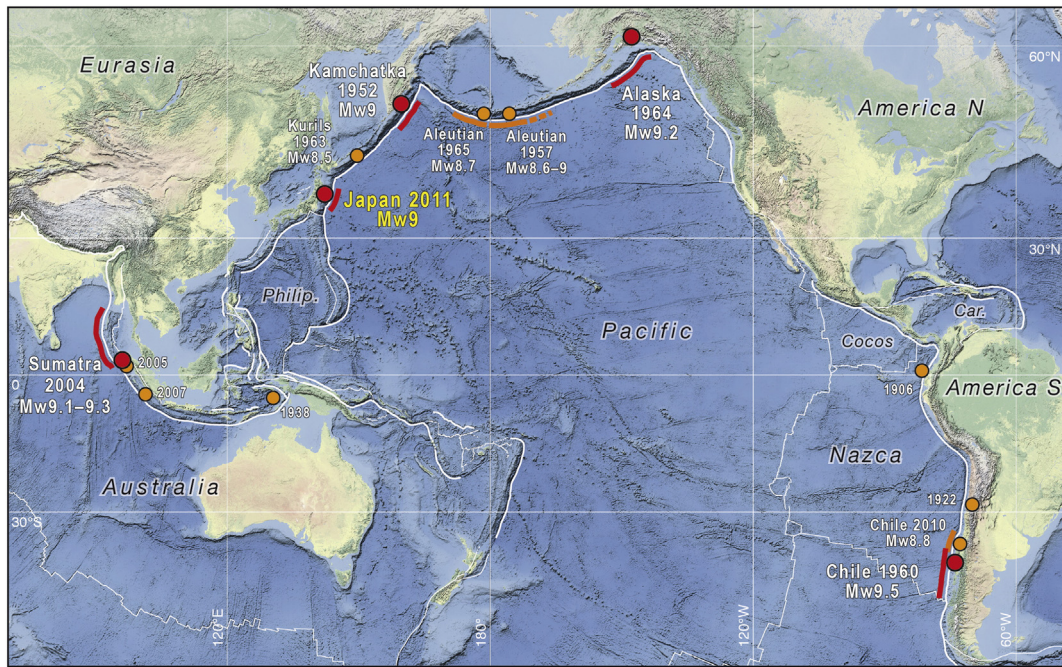 Eurasia
Kamchatka
1952
Mw9
Kurils
1963
Mw8.5
Aleutian
1965
Mw8.7
Aleutian
1957
Mw8.6–9
Alaska
1964
Mw9.2
America N
60°N
Japan 2011
Mw9
30°N
Philip.
Pacific
Car.
Cocos
Sumatra
2004
Mw9.1–9.3
2005
2007
1938
0
1906
America S
Nazca
Australia
1922
30°S
Chile 2010
Mw8.8
Chile 1960
Mw9.5
120°E
180°
120°W
60°W